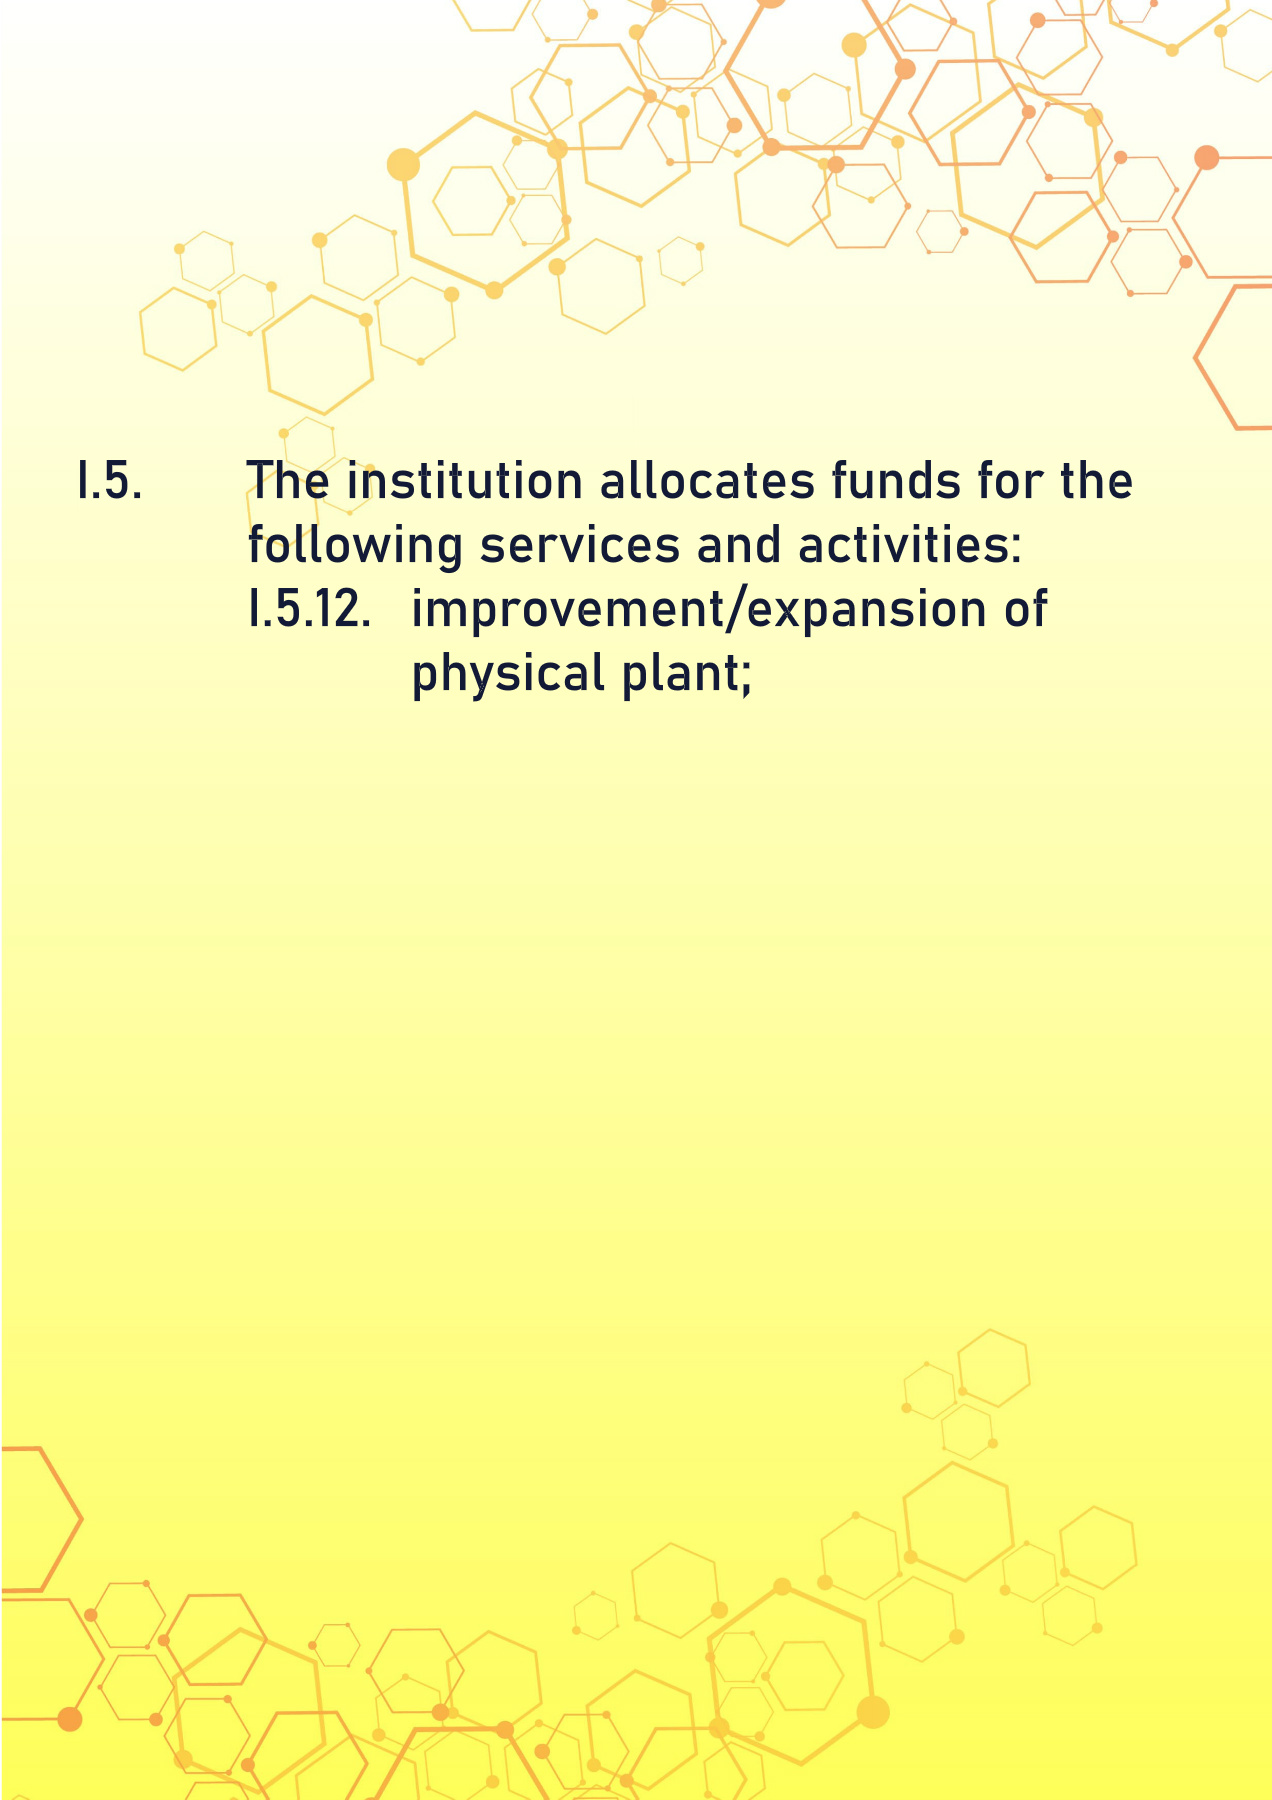 I.5. The institution allocates funds for the
following services and activities:
I.5.12. improvement/expansion of
physical plant;